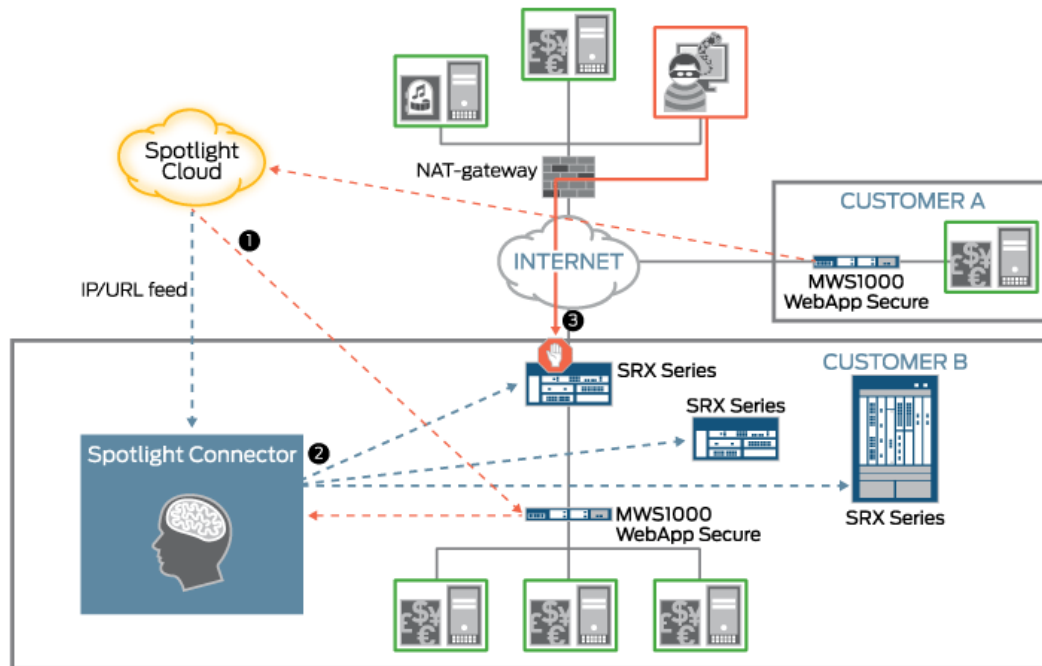 Spotlight
Cloud
NAT-gateway
CUSTOMER A
1
IP/URL feed
INTERNET
MWS1000
WebApp Secure
3
SRX Series
CUSTOMER B
SRX Series
2
Spotlight Connector
SRX Series
MWS1000
WebApp Secure
£ $ ¥ €
£ $ ¥ €
£ $ ¥ €
£ $ ¥ €
£ $ ¥ €